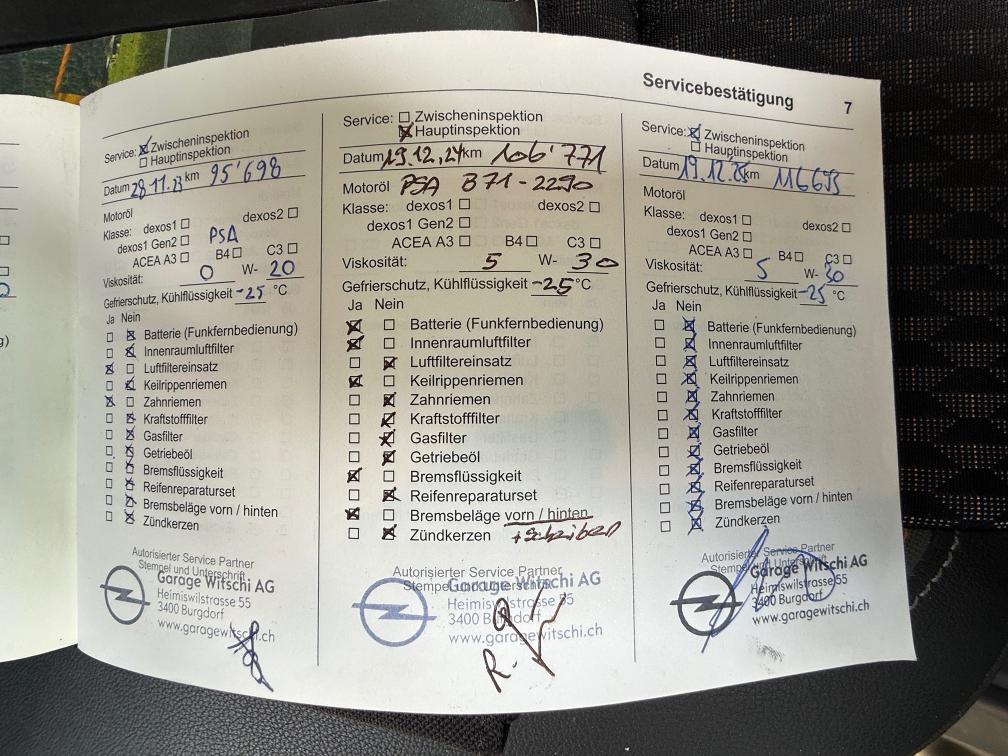 Servicebestätigung 7
Service: ☒ Zwischeninspektion
☐ Hauptinspektion
Datum 28.11.23 km 95'698
Motoröl
Klasse: dexos1 ☐ dexos2 ☐
dexos1 Gen2 ☐ PSA
ACEA A3 ☐ B4 ☐ C3 ☐
Viskosität: 0 W- 20
Gefrierschutz, Kühlflüssigkeit -25 °C
Ja Nein
☐ ☒ Batterie (Funkfernbedienung)
☐ ☒ Innenraumluftfilter
☒ ☐ Luftfiltereinsatz
☐ ☒ Keilrippenriemen
☒ ☐ Zahnriemen
☐ ☒ Kraftstofffilter
☐ ☒ Gasfilter
☐ ☒ Getriebeöl
☐ ☒ Bremsflüssigkeit
☐ ☒ Reifenreparaturset
☐ ☒ Bremsbeläge vorn / hinten
☐ ☒ Zündkerzen
Autorisierter Service Partner
Stempel und Unterschrift
Garage Witschi AG
Heimiswilstrasse 55
3400 Burgdorf
www.garagewitschi.ch
Service: ☐ Zwischeninspektion
☒ Hauptinspektion
Datum 19.12.24 km 106'771
Motoröl PSA B71-2290
Klasse: dexos1 ☐ dexos2 ☐
dexos1 Gen2 ☐
ACEA A3 ☐ B4 ☐ C3 ☐
Viskosität: 5 W- 30
Gefrierschutz, Kühlflüssigkeit -25 °C
Ja Nein
☒ ☐ Batterie (Funkfernbedienung)
☒ ☐ Innenraumluftfilter
☐ ☒ Luftfiltereinsatz
☒ ☐ Keilrippenriemen
☐ ☒ Zahnriemen
☐ ☒ Kraftstofffilter
☐ ☒ Gasfilter
☐ ☒ Getriebeöl
☒ ☐ Bremsflüssigkeit
☐ ☒ Reifenreparaturset
☒ ☐ Bremsbeläge vorn / hinten
☐ ☒ Zündkerzen +Scheiben
Autorisierter Service Partner
Stempel und Unterschrift
Garage Witschi AG
Heimiswilstrasse 55
3400 Burgdorf
www.garagewitschi.ch
Service: ☒ Zwischeninspektion
☐ Hauptinspektion
Datum 19.12.25 km 116655
Motoröl
Klasse: dexos1 ☐ dexos2 ☐
dexos1 Gen2 ☐
ACEA A3 ☐ B4 ☐ C3 ☐
Viskosität: 5 W- 30
Gefrierschutz, Kühlflüssigkeit -25 °C
Ja Nein
☐ ☒ Batterie (Funkfernbedienung)
☐ ☒ Innenraumluftfilter
☐ ☒ Luftfiltereinsatz
☐ ☒ Keilrippenriemen
☐ ☒ Zahnriemen
☐ ☒ Kraftstofffilter
☐ ☒ Gasfilter
☐ ☒ Getriebeöl
☐ ☒ Bremsflüssigkeit
☐ ☒ Reifenreparaturset
☐ ☒ Bremsbeläge vorn / hinten
☐ ☒ Zündkerzen
Autorisierter Service Partner
Stempel und Unterschrift
Garage Witschi AG
Heimiswilstrasse 55
3400 Burgdorf
www.garagewitschi.ch